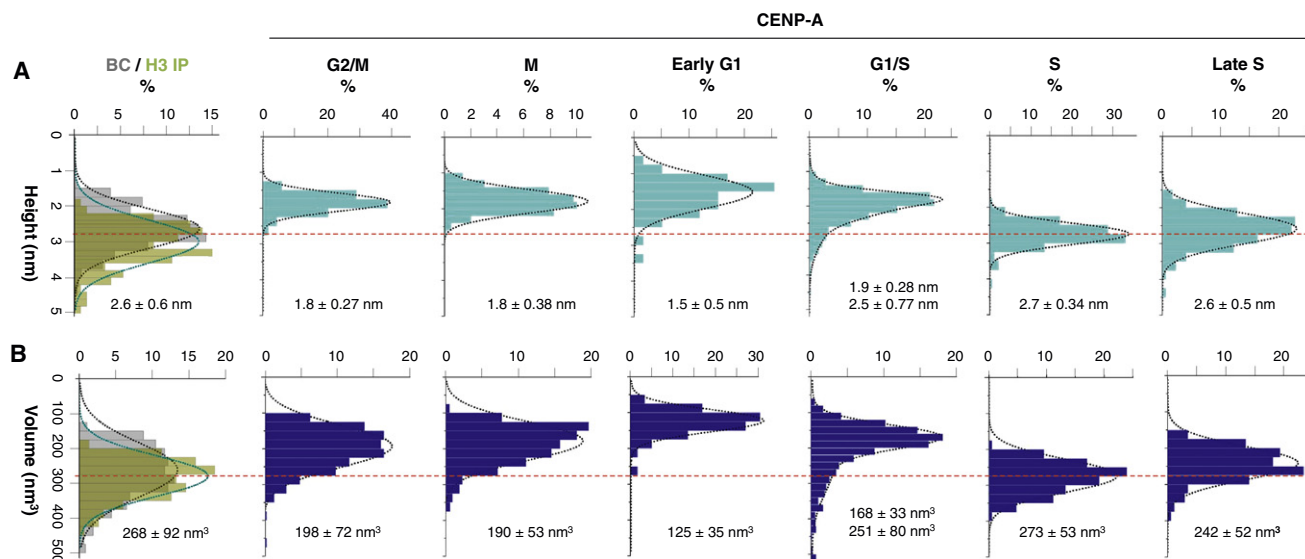 CENP-A
A
BC / H3 IP G2/M M Early G1 G1/S S Late S
% % % % % % %
0 5 10 15 0 10 20 30 40 0 2 4 6 8 10 0 10 20 0 10 20 0 10 20 30 0 10 20
Height (nm)
0
1
2
3
4
5
2.6 ± 0.6 nm 1.8 ± 0.27 nm 1.8 ± 0.38 nm 1.5 ± 0.5 nm 1.9 ± 0.28 nm 2.5 ± 0.77 nm 2.7 ± 0.34 nm 2.6 ± 0.5 nm
B
0 5 10 15 20 0 10 20 0 10 20 0 10 20 30 0 5 10 15 20 0 10 20 0 10 20
Volume (nm³)
0
100
200
300
400
500
268 ± 92 nm³ 198 ± 72 nm³ 190 ± 53 nm³ 125 ± 35 nm³ 168 ± 33 nm³ 251 ± 80 nm³ 273 ± 53 nm³ 242 ± 52 nm³